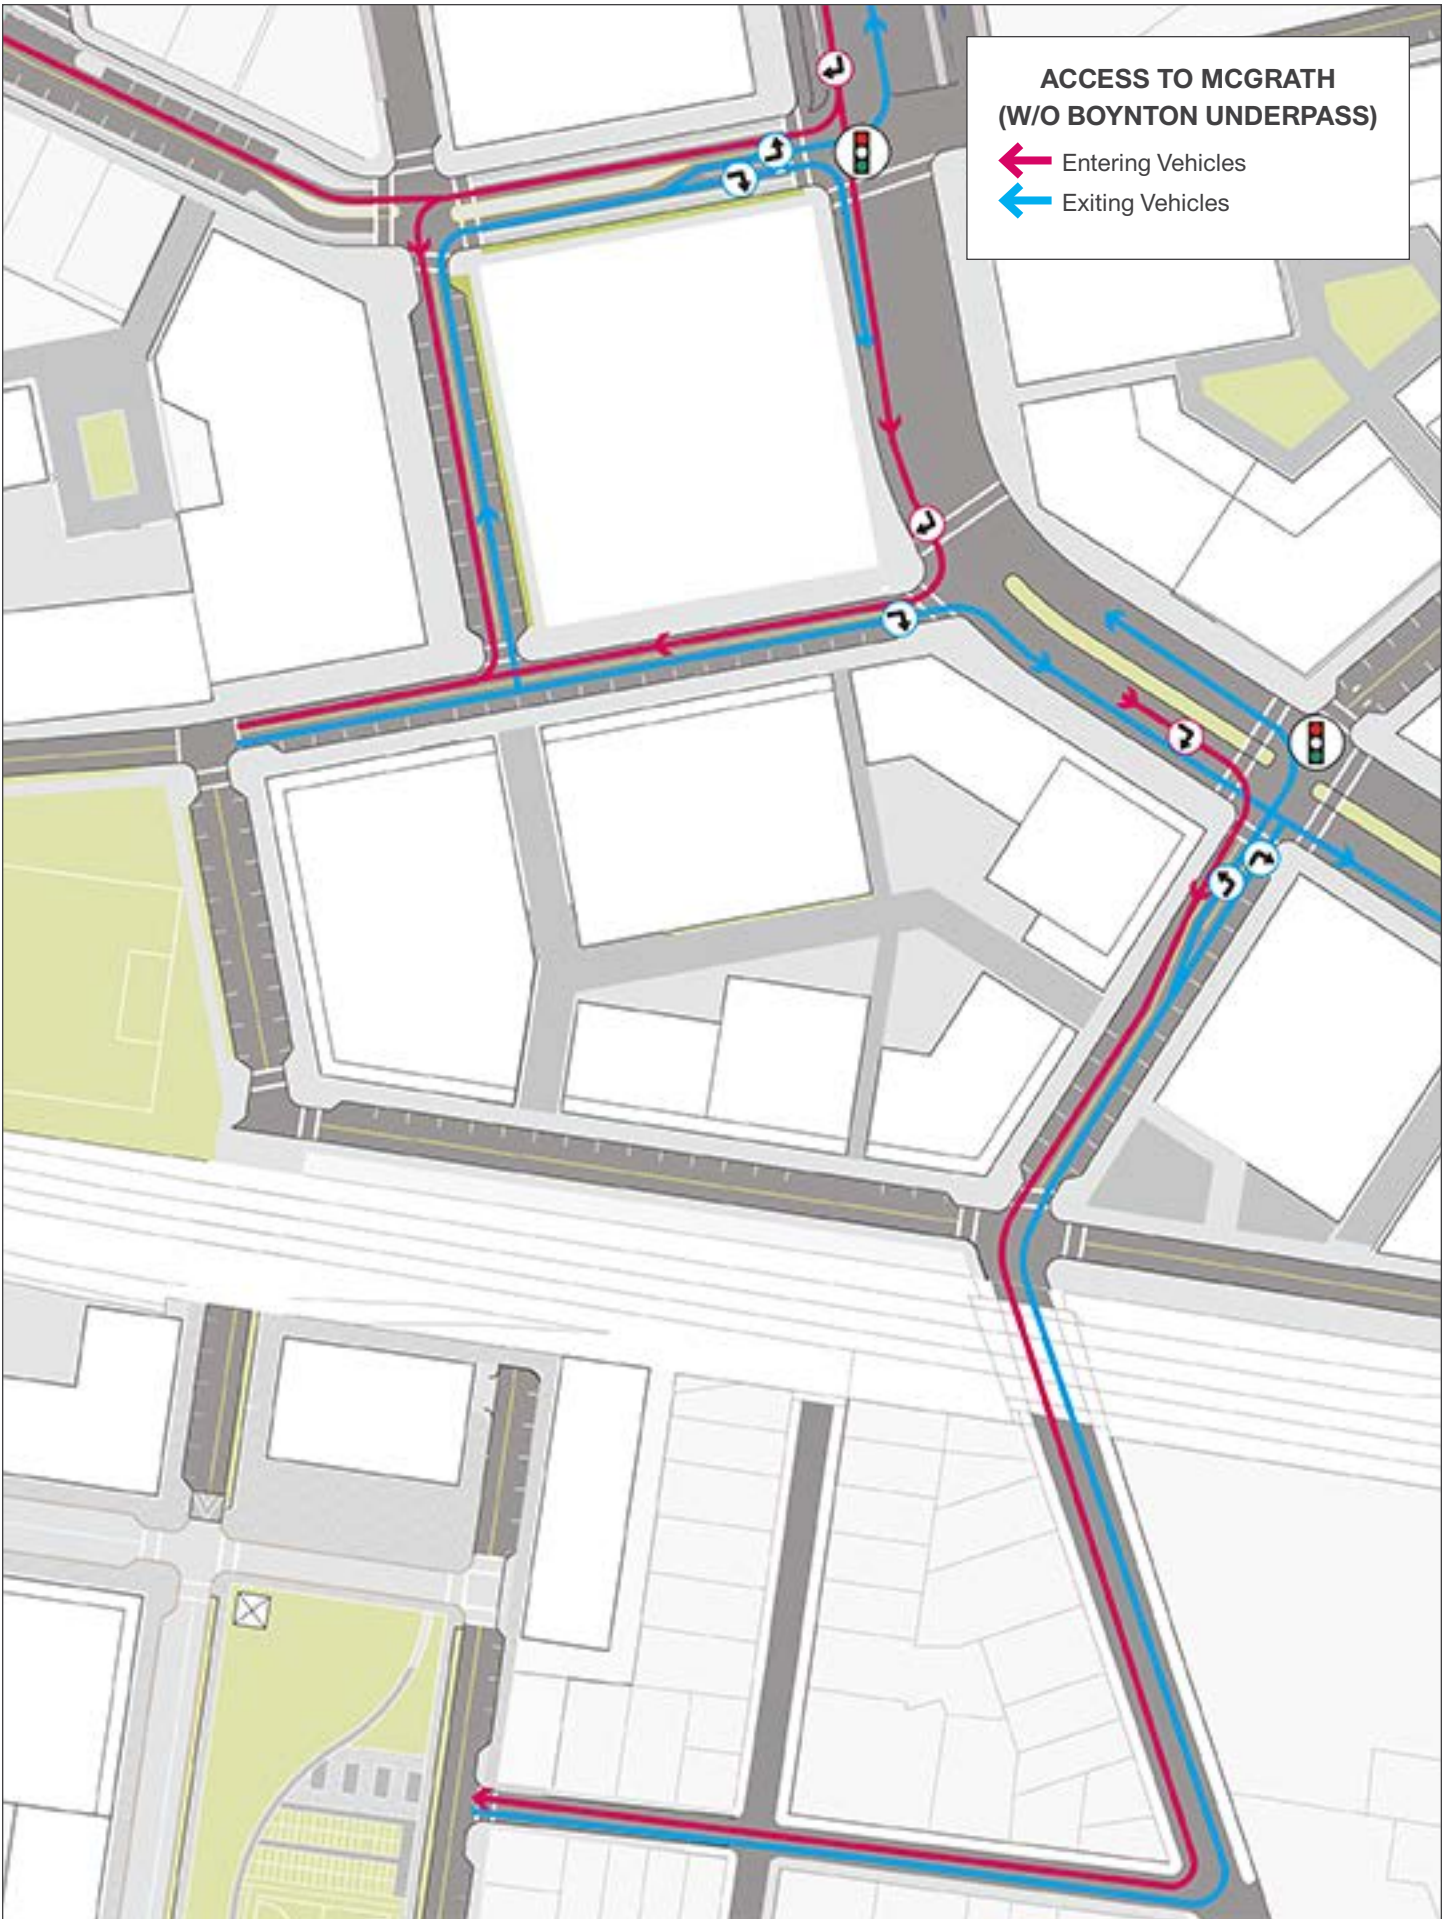 ACCESS TO MCGRATH
(W/O BOYNTON UNDERPASS)
Entering Vehicles
Exiting Vehicles